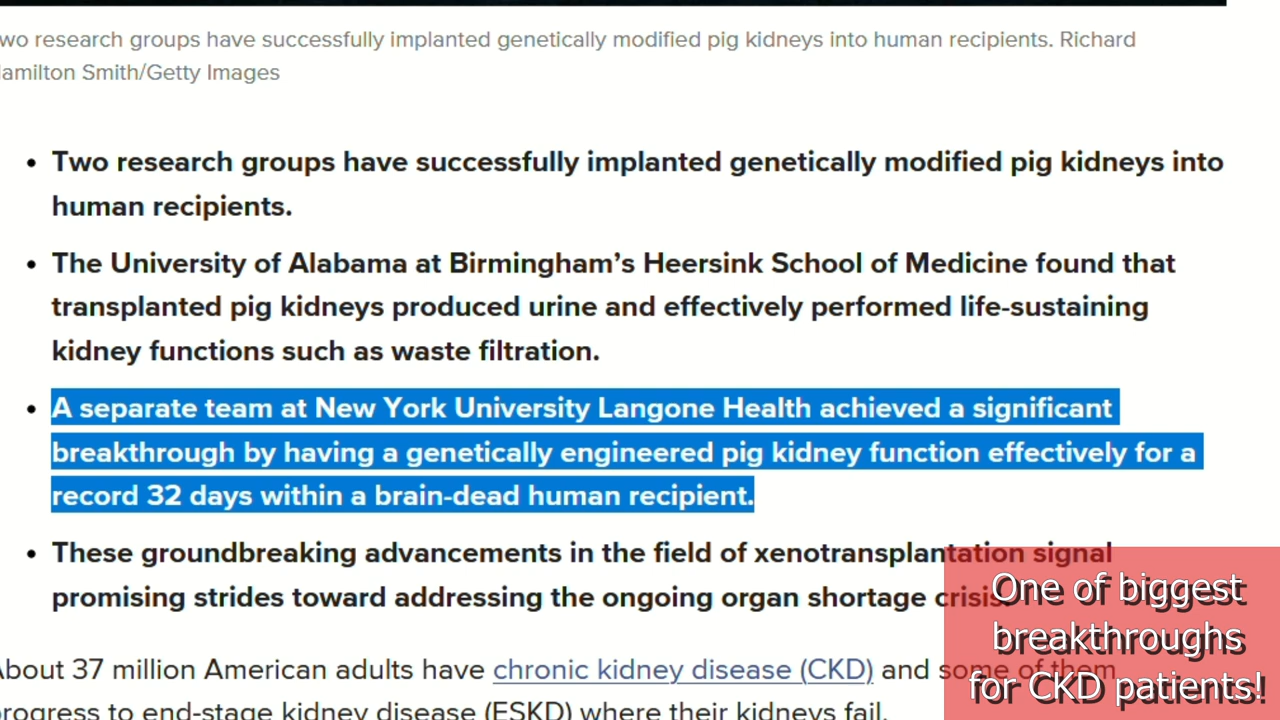 wo research groups have successfully implanted genetically modified pig kidneys into human recipients. Richard
amilton Smith/Getty Images
• Two research groups have successfully implanted genetically modified pig kidneys into
human recipients.
• The University of Alabama at Birmingham’s Heersink School of Medicine found that
transplanted pig kidneys produced urine and effectively performed life-sustaining
kidney functions such as waste filtration.
• A separate team at New York University Langone Health achieved a significant
breakthrough by having a genetically engineered pig kidney function effectively for a
record 32 days within a brain-dead human recipient.
• These groundbreaking advancements in the field of xenotransplantation signal
promising strides toward addressing the ongoing organ shortage crisis.
About 37 million American adults have chronic kidney disease (CKD) and some of them
progress to end-stage kidney disease (ESKD) where their kidneys fail.
One of biggest
breakthroughs
for CKD patients!